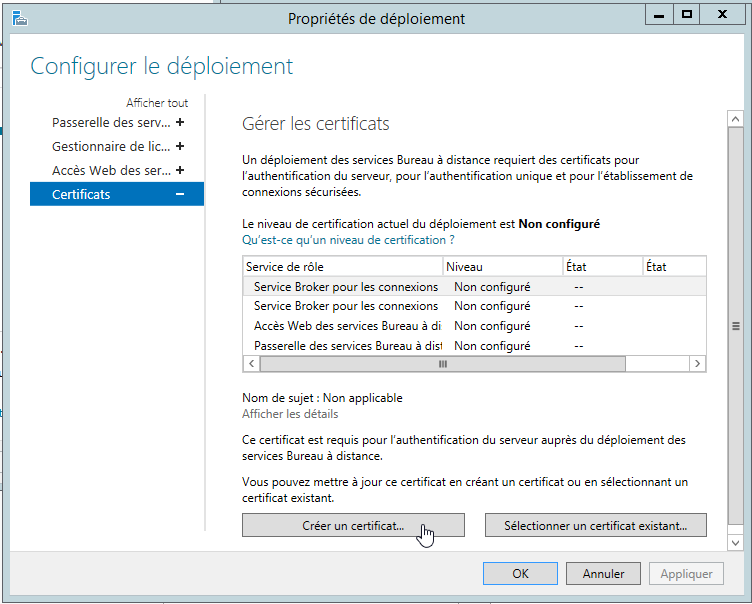 Propriétés de déploiement
Configurer le déploiement
Afficher tout
Passerelle des serv... +
Gestionnaire de lic... +
Accès Web des ser... +
Certificats –
Gérer les certificats
Un déploiement des services Bureau à distance requiert des certificats pour
l'authentification du serveur, pour l'authentification unique et pour l'établissement de
connexions sécurisées.
Le niveau de certification actuel du déploiement est Non configuré
Qu'est-ce qu'un niveau de certification ?
Service de rôle Niveau État État
Service Broker pour les connexions Non configuré --
Service Broker pour les connexions Non configuré --
Accès Web des services Bureau à di Non configuré --
Passerelle des services Bureau à dist Non configuré --
Nom de sujet : Non applicable
Afficher les détails
Ce certificat est requis pour l'authentification du serveur auprès du déploiement des
services Bureau à distance.
Vous pouvez mettre à jour ce certificat en créant un certificat ou en sélectionnant un
certificat existant.
Créer un certificat... Sélectionner un certificat existant...
OK Annuler Appliquer